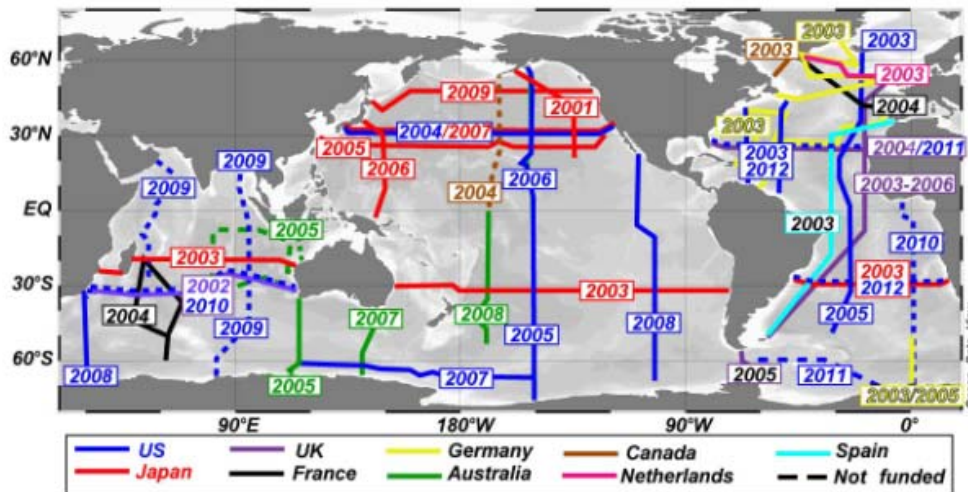 2003 2003
60°N 2003 2003
2009 2001 2004
30°N 2004/2007 2003
2005 2003 2004/2011
2009 2009 2006 2006 2012 2003-2006
EQ 2004
2005 2003 2010
2003 2003
30°S 2002 2003 2012
2004 2010 2007 2008 2005 2008 2005
2009
60°S
2008 2005 2007 2005 2011 2003/2005
90°E 180°W 90°W 0°
US UK Germany Canada Spain
Japan France Australia Netherlands Not funded